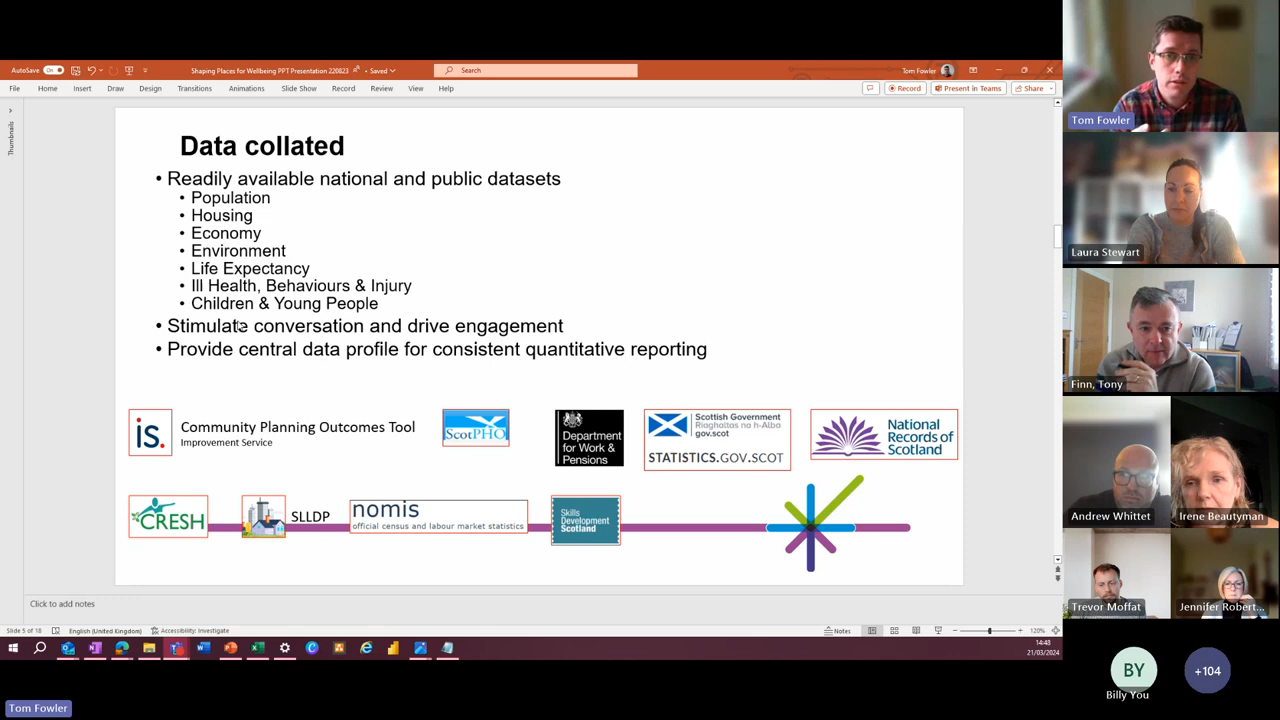 AutoSave
On
Shaping Places for Wellbeing PPT Presentation 220823
• Saved
Search
Tom Fowler
File
Home
Insert
Draw
Design
Transitions
Animations
Slide Show
Record
Review
View
Help
Record
Present in Teams
Share
Thumbnails
Data collated
• Readily available national and public datasets
• Population
• Housing
• Economy
• Environment
• Life Expectancy
• Ill Health, Behaviours & Injury
• Children & Young People
• Stimulate conversation and drive engagement
• Provide central data profile for consistent quantitative reporting
is.
Community Planning Outcomes Tool
Improvement Service
ScotPHO
Department
for Work &
Pensions
Scottish Government
Riaghaltas na h-Alba
gov.scot
STATISTICS.GOV.SCOT
National
Records of
Scotland
CRESH
SLLDP
nomis
official census and labour market statistics
Skills
Development
Scotland
Click to add notes
Slide 5 of 18
English (United Kingdom)
Accessibility: Investigate
Notes
120%
14:48
21/03/2024
Tom Fowler
Laura Stewart
Finn, Tony
Andrew Whittet
Irene Beautyman
Trevor Moffat
Jennifer Robert...
BY
Billy You
+104
Tom Fowler